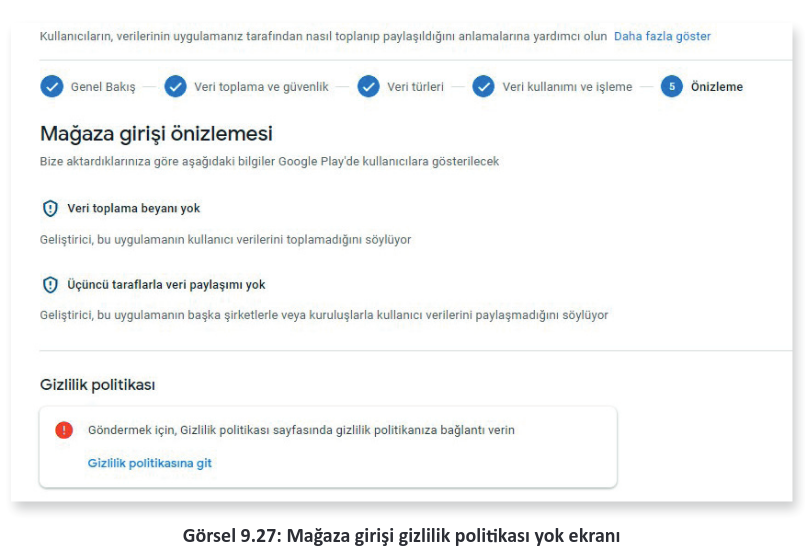 Kullanıcıların, verilerinin uygulamanız tarafından nasıl toplanıp paylaşıldığını anlamalarına yardımcı olun Daha fazla göster
Genel Bakış Veri toplama ve güvenlik Veri türleri Veri kullanımı ve işleme 5 Önizleme
Mağaza girişi önizlemesi
Bize aktardıklarınıza göre aşağıdaki bilgiler Google Play'de kullanıcılara gösterilecek
Veri toplama beyanı yok
Geliştirici, bu uygulamanın kullanıcı verilerini toplamadığını söylüyor
Üçüncü taraflarla veri paylaşımı yok
Geliştirici, bu uygulamanın başka şirketlerle veya kuruluşlarla kullanıcı verilerini paylaşmadığını söylüyor
Gizlilik politikası
Göndermek için, Gizlilik politikası sayfasında gizlilik politikanıza bağlantı verin
Gizlilik politikasına git
Görsel 9.27: Mağaza girişi gizlilik politikası yok ekranı